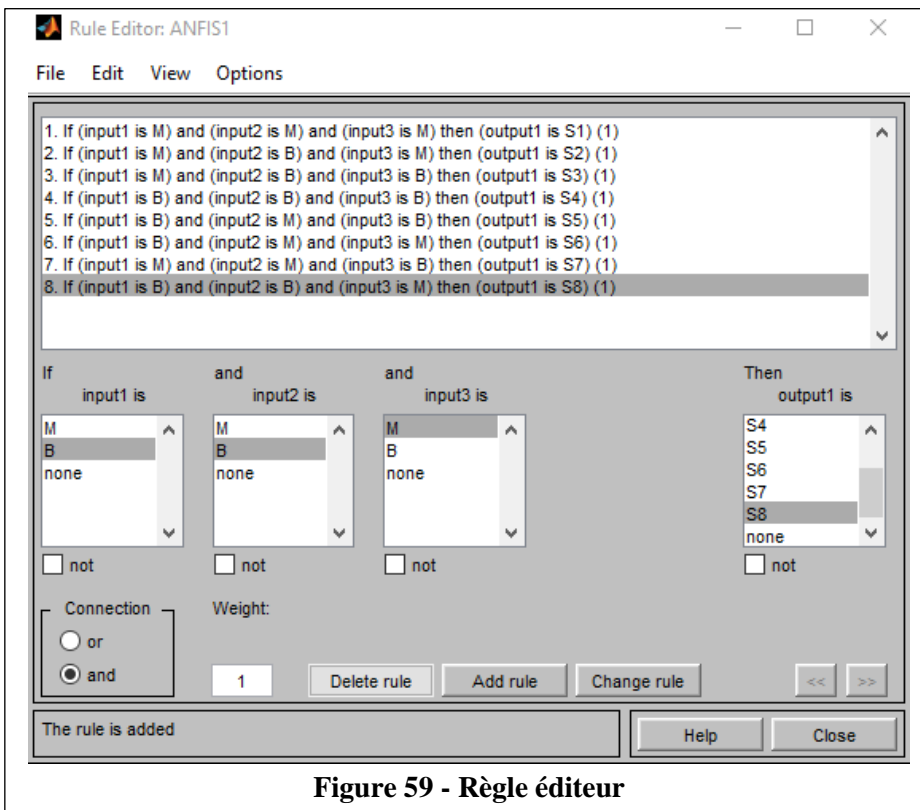 Rule Editor: ANFIS1
File Edit View Options
1. If (input1 is M) and (input2 is M) and (input3 is M) then (output1 is S1) (1)
2. If (input1 is M) and (input2 is B) and (input3 is M) then (output1 is S2) (1)
3. If (input1 is M) and (input2 is B) and (input3 is B) then (output1 is S3) (1)
4. If (input1 is B) and (input2 is B) and (input3 is B) then (output1 is S4) (1)
5. If (input1 is B) and (input2 is M) and (input3 is B) then (output1 is S5) (1)
6. If (input1 is B) and (input2 is M) and (input3 is M) then (output1 is S6) (1)
7. If (input1 is M) and (input2 is M) and (input3 is B) then (output1 is S7) (1)
8. If (input1 is B) and (input2 is B) and (input3 is M) then (output1 is S8) (1)
If and and Then
input1 is input2 is input3 is output1 is
M M M S4
B B B S5
none none none S6
S7
S8
none
not not not not
Connection Weight:
or
and 1 Delete rule Add rule Change rule << >>
The rule is added Help Close
Figure 59 - Règle éditeur